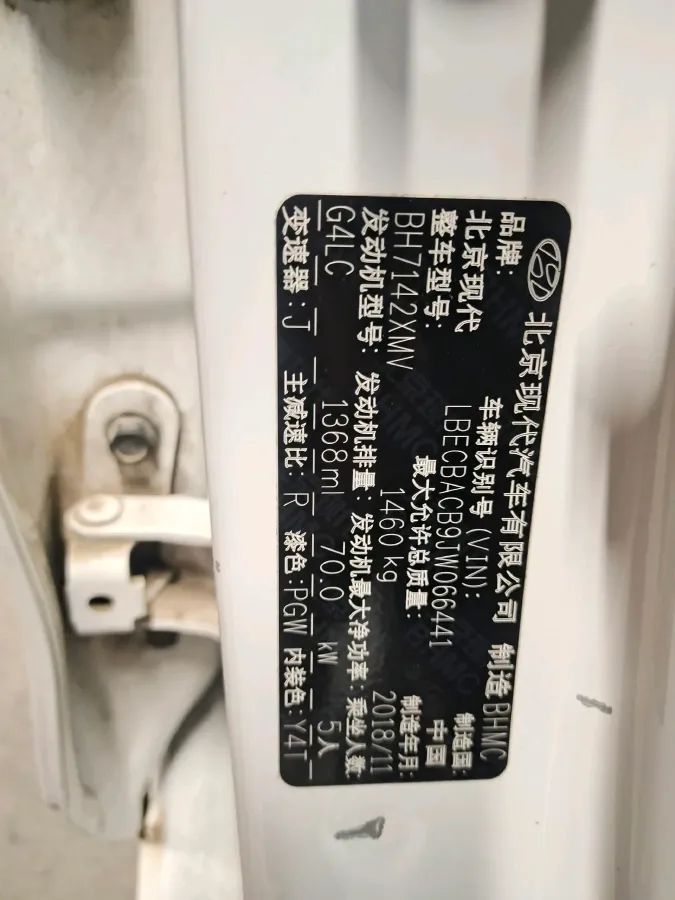 北京现代汽车有限公司 制造 BHMC
品牌: 车辆识别号(VIN): 制造国:
北京现代 LBECBACB9JW066441 中国
整车型号: 最大允许总质量: 制造年月:
BH7142XMV 1460 kg 2018/11
发动机型号: 发动机排量: 发动机最大净功率: 乘坐人数:
G4LC 1368ml 70.0 kW 5人
变速器: J 主减速比: R 漆色: PGW 内装色: Y4T